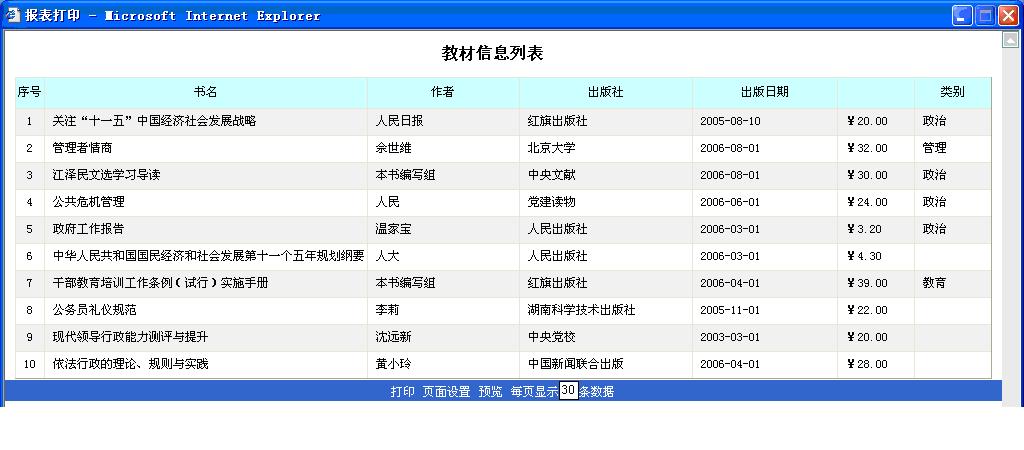 报表打印 - Microsoft Internet Explorer
教材信息列表
序号 书名 作者 出版社 出版日期 类别
1 关注“十一五”中国经济社会发展战略 人民日报 红旗出版社 2005-08-10 ￥20.00 政治
2 管理者情商 余世维 北京大学 2006-08-01 ￥32.00 管理
3 江泽民文选学习导读 本书编写组 中央文献 2006-08-01 ￥30.00 政治
4 公共危机管理 人民 党建读物 2006-06-01 ￥24.00 政治
5 政府工作报告 温家宝 人民出版社 2006-03-01 ￥3.20 政治
6 中华人民共和国国民经济和社会发展第十一个五年规划纲要 人大 人民出版社 2006-03-01 ￥4.30
7 干部教育培训工作条例（试行）实施手册 本书编写组 红旗出版社 2006-04-01 ￥39.00 教育
8 公务员礼仪规范 李莉 湖南科学技术出版社 2005-11-01 ￥22.00
9 现代领导行政能力测评与提升 沈远新 中央党校 2003-03-01 ￥20.00
10 依法行政的理论、规则与实践 黄小玲 中国新闻联合出版 2006-04-01 ￥28.00
打印 页面设置 预览 每页显示30条数据